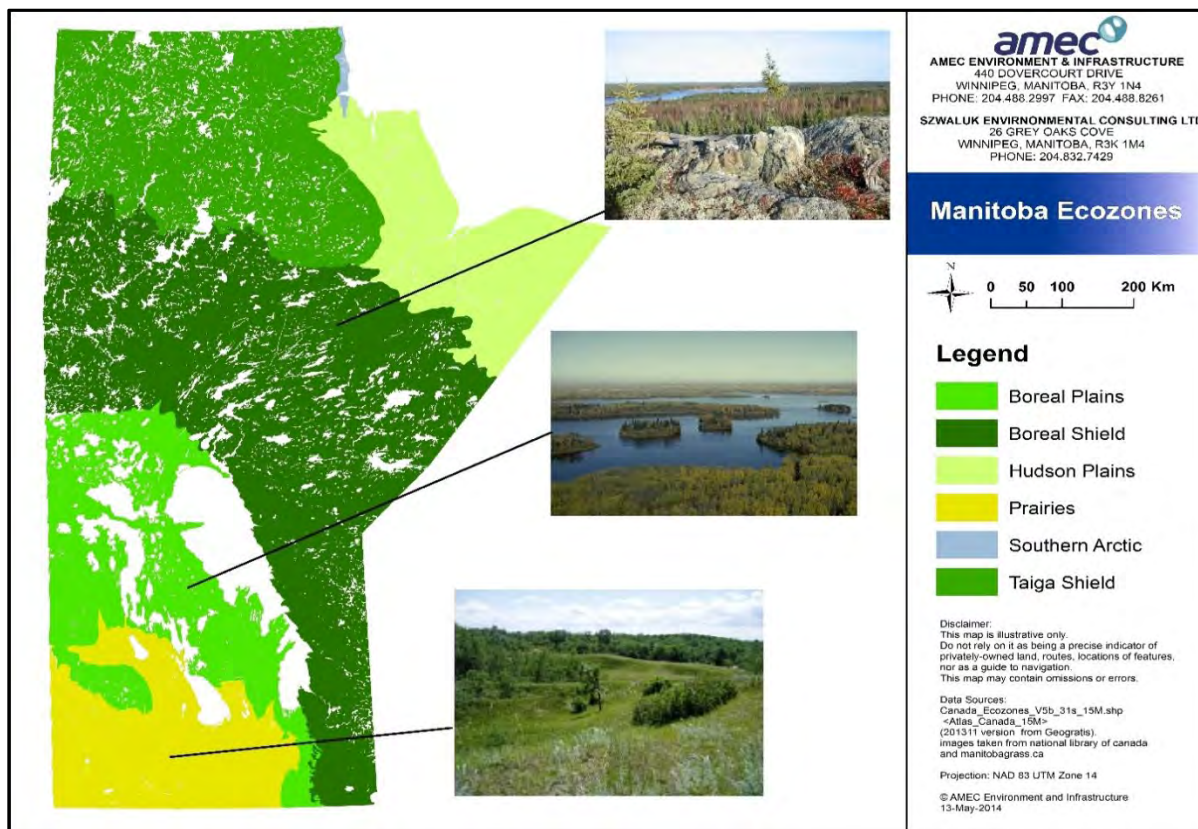 amec
AMEC ENVIRONMENT & INFRASTRUCTURE
440 DOVERCOURT DRIVE
WINNIPEG, MANITOBA, R3Y 1N4
PHONE: 204.488.2997 FAX: 204.488.8261
SZWALUK ENVIRNONMENTAL CONSULTING LTD
26 GREY OAKS COVE
WINNIPEG, MANITOBA, R3K 1M4
PHONE: 204.832.7429
Manitoba Ecozones
N
0 50 100 200 Km
Legend
Boreal Plains
Boreal Shield
Hudson Plains
Prairies
Southern Arctic
Taiga Shield
Disclaimer:
This map is illustrative only.
Do not rely on it as being a precise indicator of
privately-owned land, routes, locations of features,
nor as a guide to navigation.
This map may contain omissions or errors.
Data Sources:
Canada_Ecozones_V5b_31s_15M.shp
<Atlas_Canada_15M>
(201311 version from Geogratis).
images taken from national library of canada
and manitobagrass.ca
Projection: NAD 83 UTM Zone 14
© AMEC Environment and Infrastructure
13-May-2014